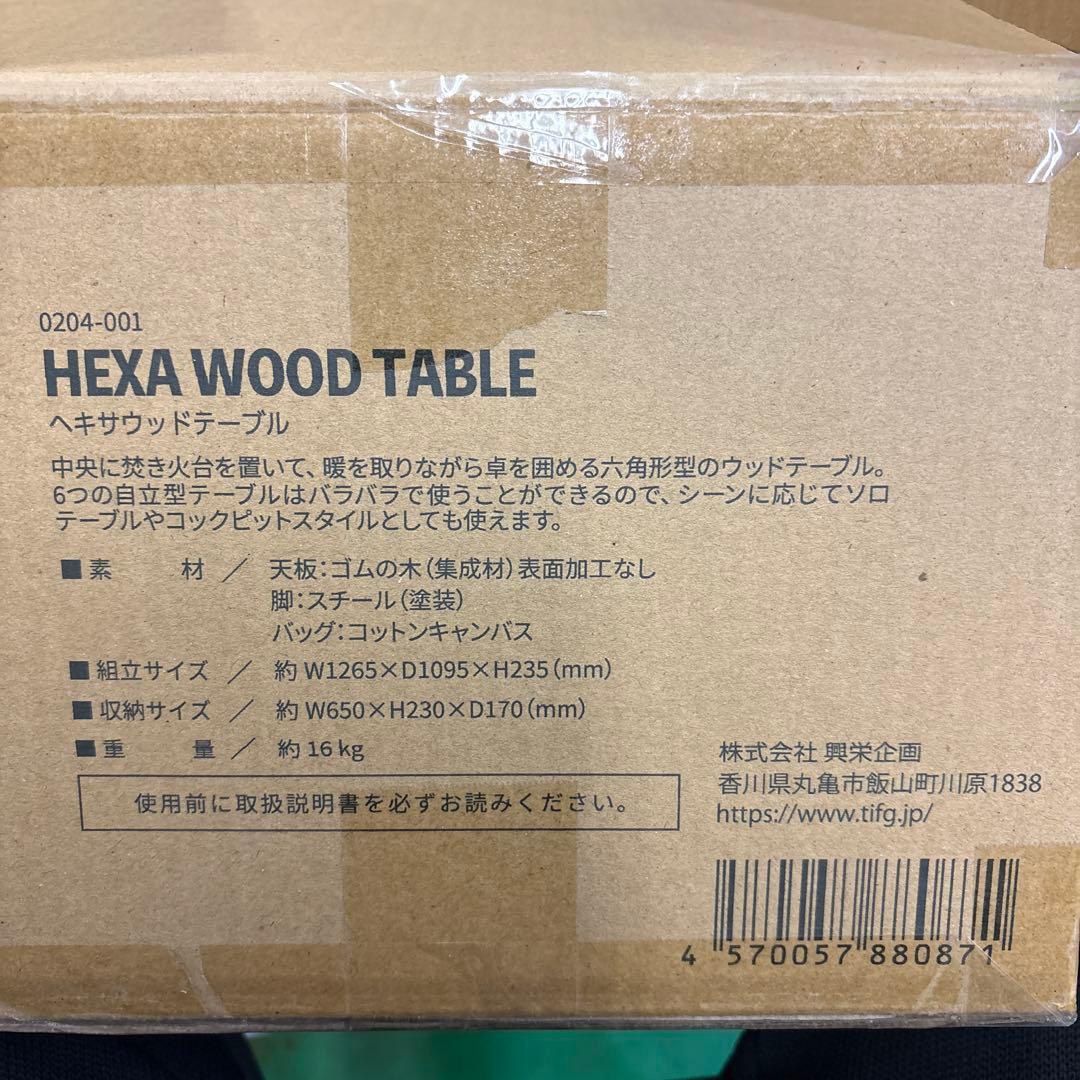 0204-001
HEXA WOOD TABLE
ヘキサウッドテーブル
中央に焚き火台を置いて、暖を取りながら卓を囲める六角形型のウッドテーブル。
6つの自立型テーブルはバラバラで使うことができるので、シーンに応じてソロ
テーブルやコックピットスタイルとしても使えます。
■素　　材 ／ 天板：ゴムの木（集成材）表面加工なし
脚：スチール（塗装）
バッグ：コットンキャンバス
■組立サイズ ／ 約 W1265×D1095×H235（mm）
■収納サイズ ／ 約 W650×H230×D170（mm）
■重　　量 ／ 約 16 kg
使用前に取扱説明書を必ずお読みください。
株式会社 興栄企画
香川県丸亀市飯山町川原1838
https://www.tifg.jp/
4 570057 880871